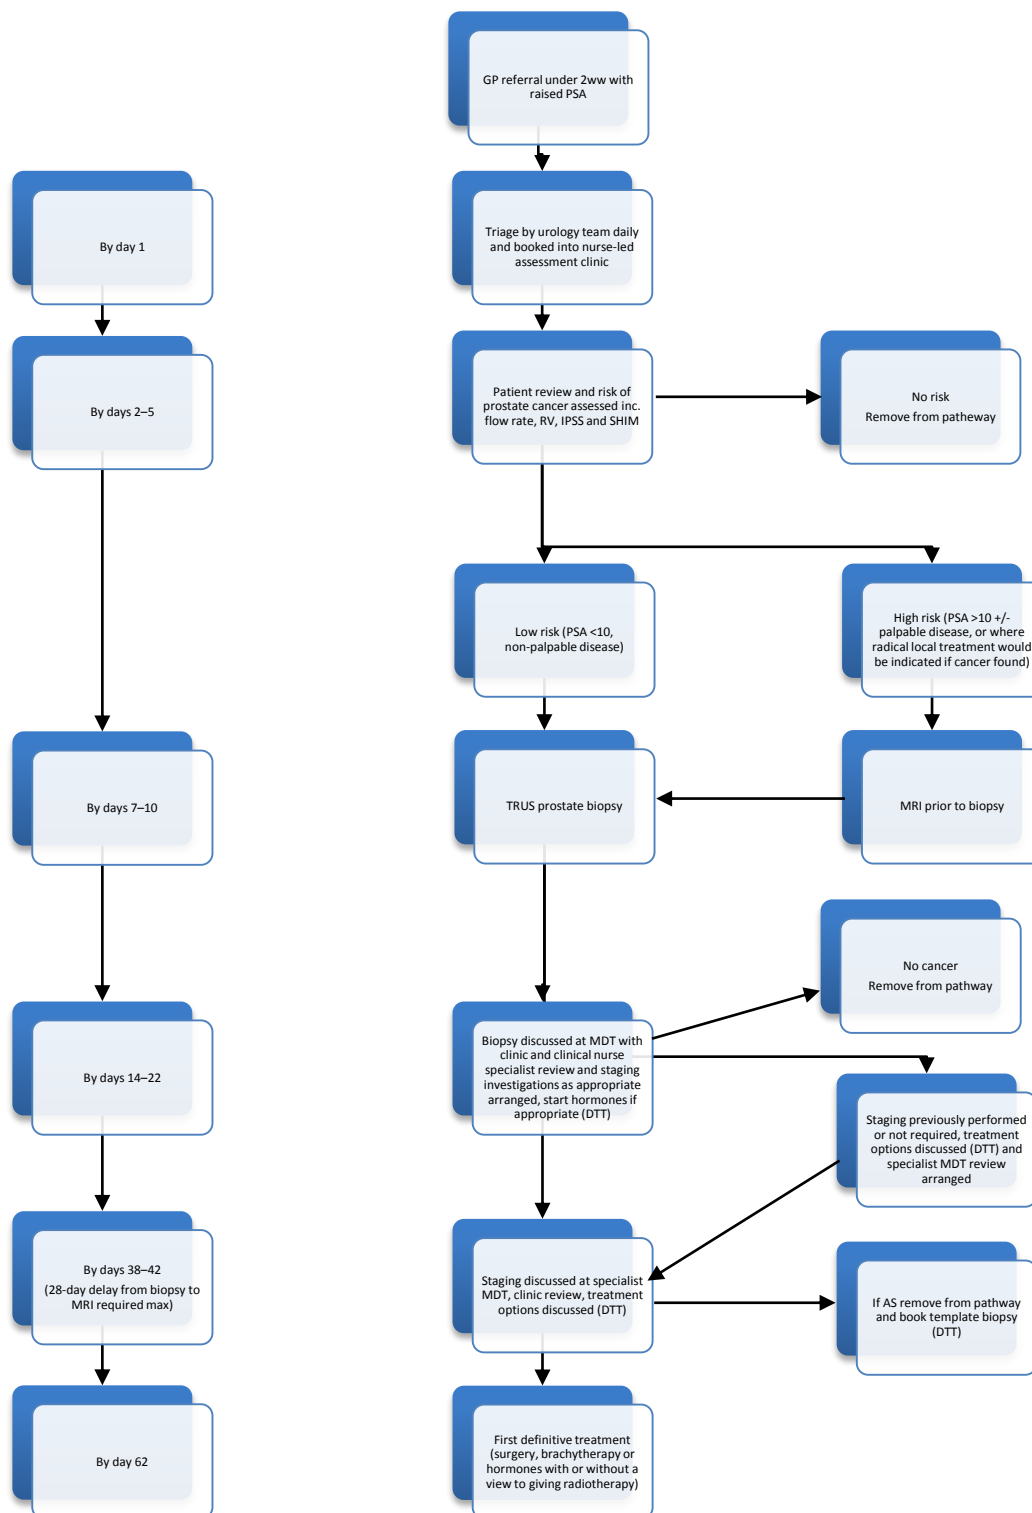 GP referral under 2ww with
raised PSA
By day 1
Triage by urology team daily
and booked into nurse-led
assessment clinic
By days 2–5
Patient review and risk of
prostate cancer assessed inc.
flow rate, RV, IPSS and SHIM
No risk
Remove from patheway
Low risk (PSA <10,
non-palpable disease)
High risk (PSA >10 +/-
palpable disease, or where
radical local treatment would
be indicated if cancer found)
By days 7–10
TRUS prostate biopsy
MRI prior to biopsy
No cancer
Remove from pathway
By days 14–22
Biopsy discussed at MDT with
clinic and clinical nurse
specialist review and staging
investigations as appropriate
arranged, start hormones if
appropriate (DTT)
Staging previously performed
or not required, treatment
options discussed (DTT) and
specialist MDT review
arranged
By days 38–42
(28-day delay from biopsy to
MRI required max)
Staging discussed at specialist
MDT, clinic review, treatment
options discussed (DTT)
If AS remove from pathway
and book template biopsy
(DTT)
By day 62
First definitive treatment
(surgery, brachytherapy or
hormones with or without a
view to giving radiotherapy)